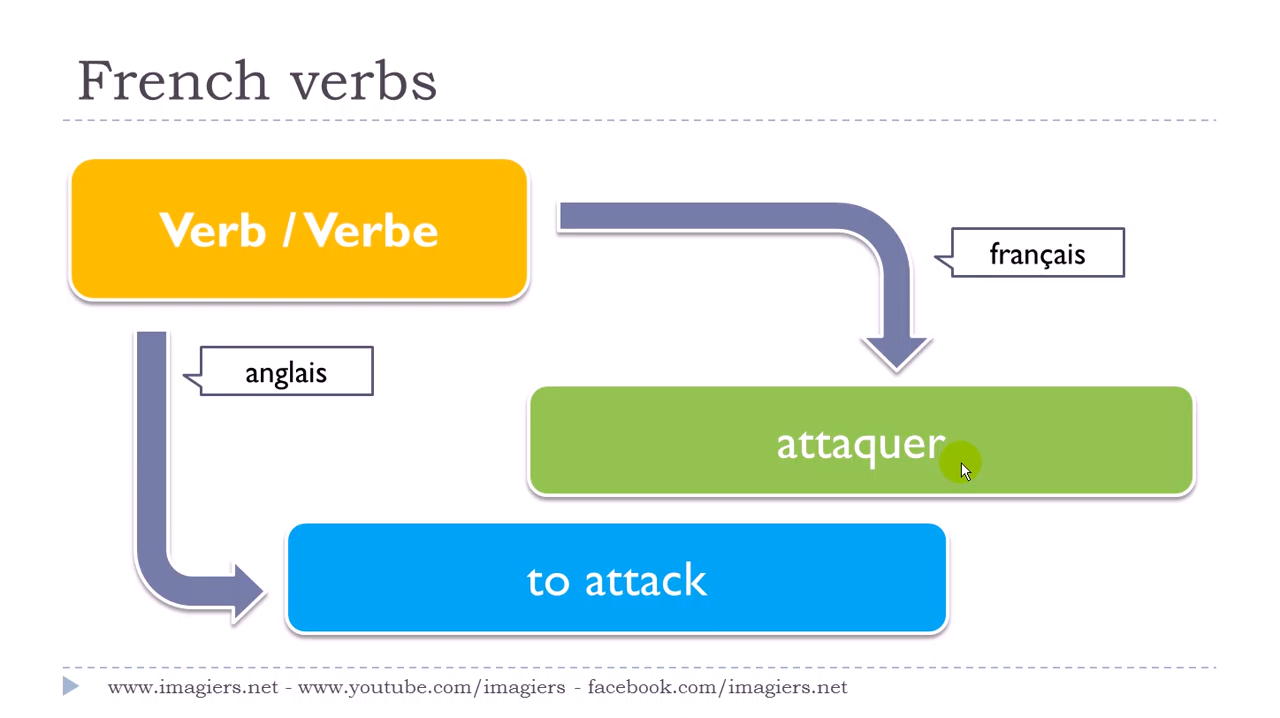 French verbs
Verb / Verbe
français
anglais
attaquer
to attack
www.imagiers.net - www.youtube.com/imagiers - facebook.com/imagiers.net